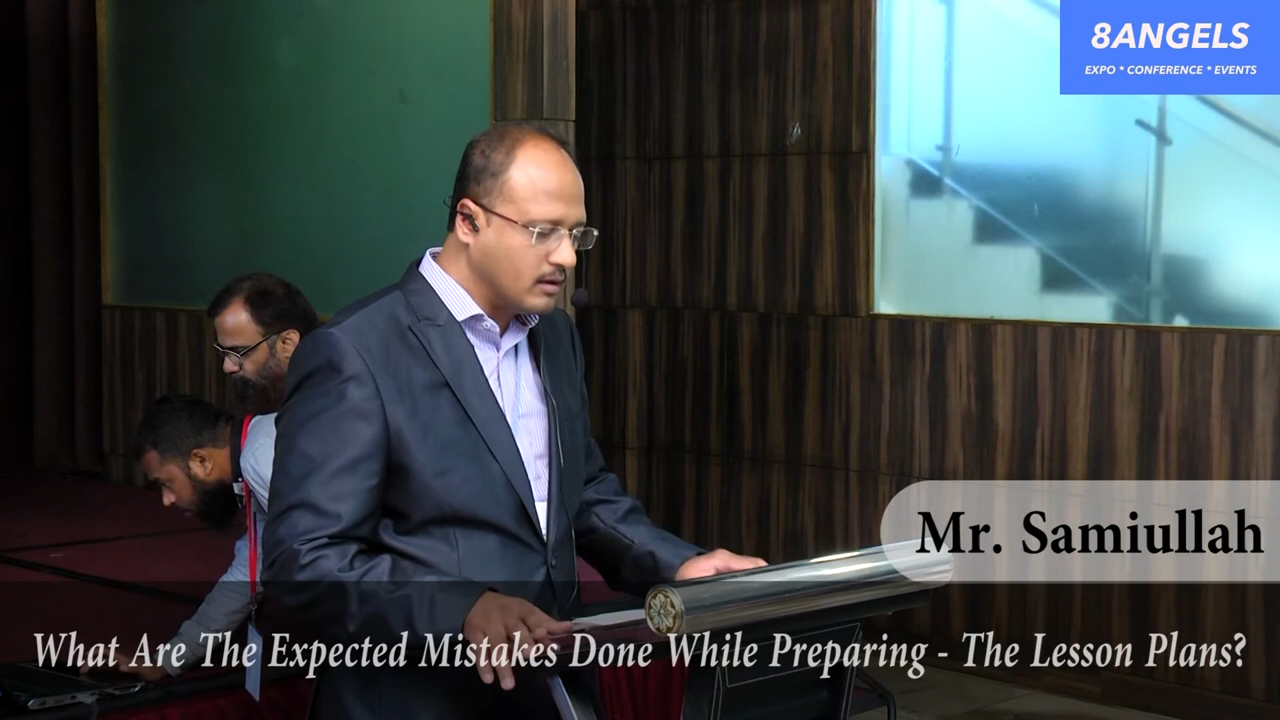 8ANGELS
EXPO * CONFERENCE * EVENTS
Mr. Samiullah
What Are The Expected Mistakes Done While Preparing - The Lesson Plans?